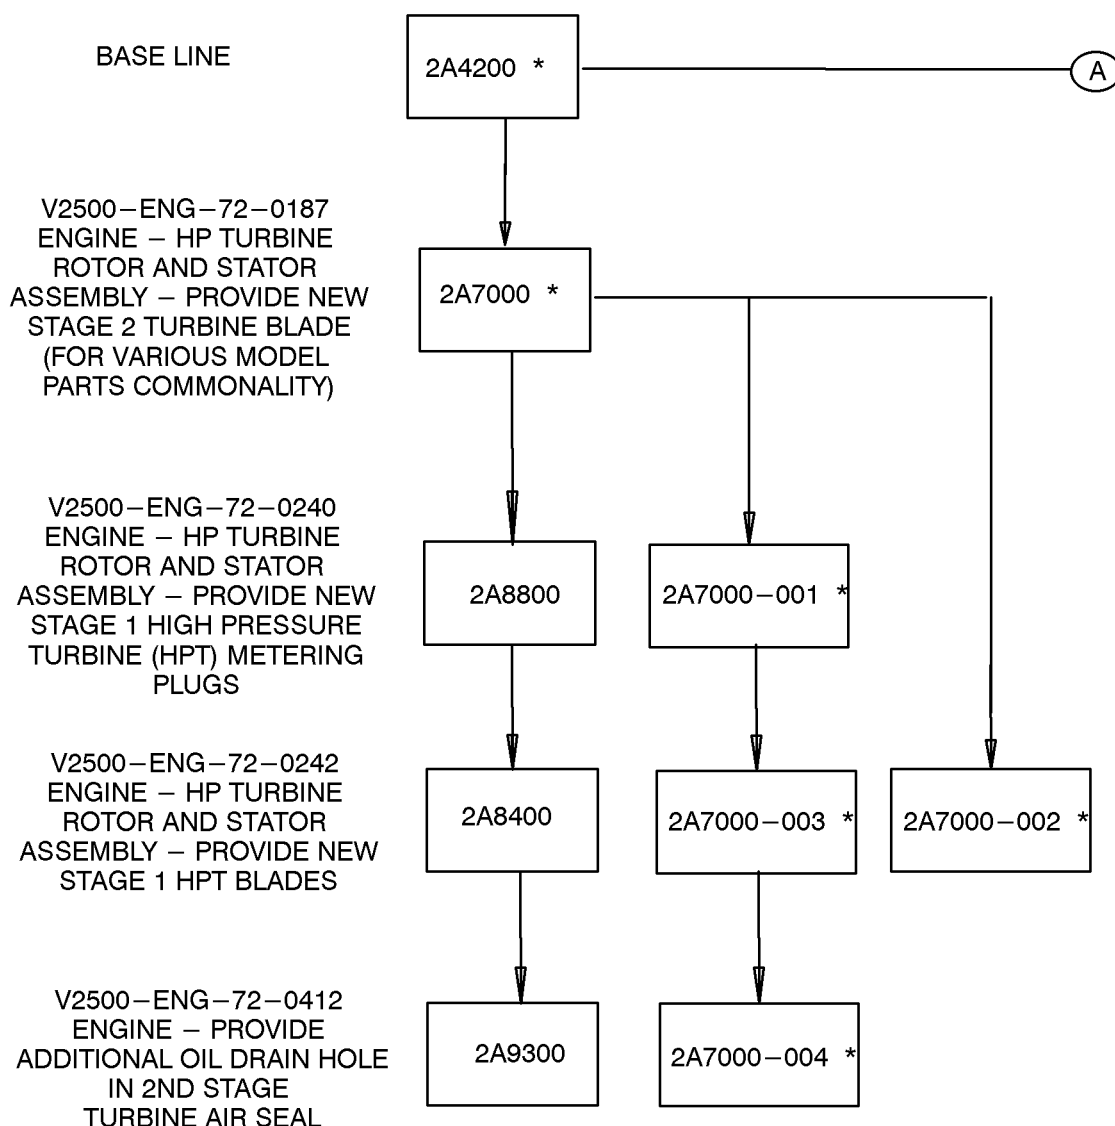 BASE LINE
2A4200 *
A
V2500-ENG-72-0187
ENGINE – HP TURBINE
ROTOR AND STATOR
ASSEMBLY – PROVIDE NEW
STAGE 2 TURBINE BLADE
(FOR VARIOUS MODEL
PARTS COMMONALITY)
2A7000 *
V2500-ENG-72-0240
ENGINE – HP TURBINE
ROTOR AND STATOR
ASSEMBLY – PROVIDE NEW
STAGE 1 HIGH PRESSURE
TURBINE (HPT) METERING
PLUGS
2A8800
2A7000-001 *
V2500-ENG-72-0242
ENGINE – HP TURBINE
ROTOR AND STATOR
ASSEMBLY – PROVIDE NEW
STAGE 1 HPT BLADES
2A8400
2A7000-003 *
2A7000-002 *
V2500-ENG-72-0412
ENGINE – PROVIDE
ADDITIONAL OIL DRAIN HOLE
IN 2ND STAGE
TURBINE AIR SEAL
2A9300
2A7000-004 *